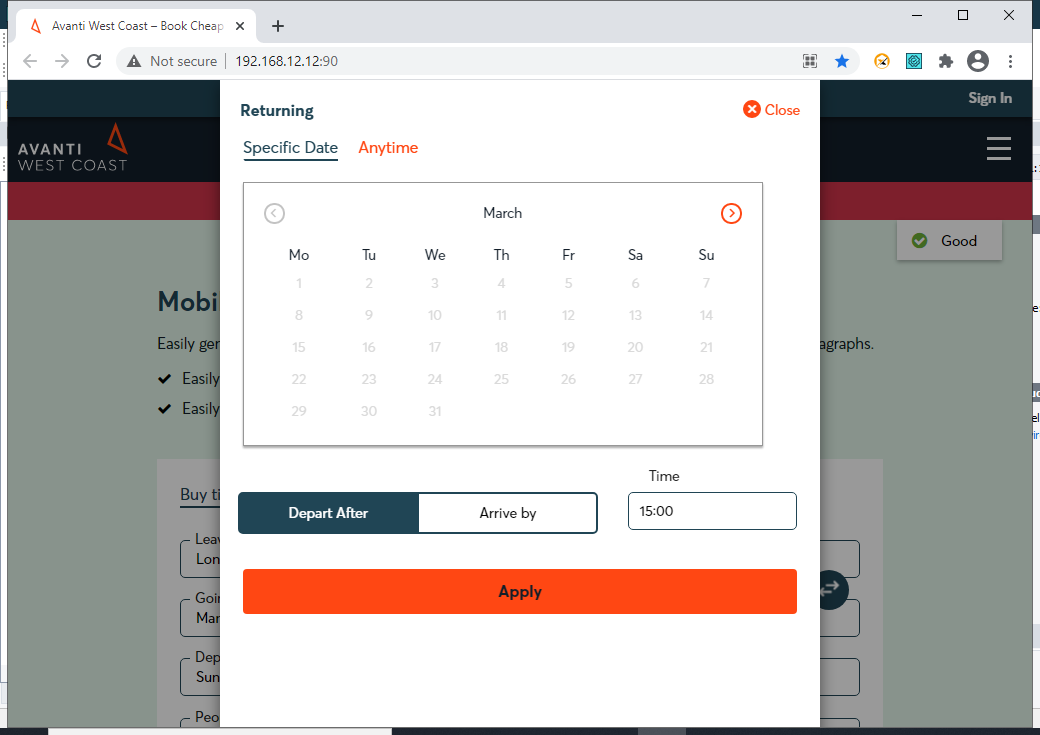 Avanti West Coast – Book Cheap
Not secure 192.168.12.12:90
Sign In
AVANTI
WEST COAST
Returning
Close
Specific Date Anytime
March
Mo Tu We Th Fr Sa Su
1 2 3 4 5 6 7
8 9 10 11 12 13 14
15 16 17 18 19 20 21
22 23 24 25 26 27 28
29 30 31
Good
Mobi
Easily ger
agraphs.
Easily
Easily
Time
Depart After Arrive by 15:00
Apply
Buy ti
Leav
Lon
Goin
Man
Dep
Sun
Peo